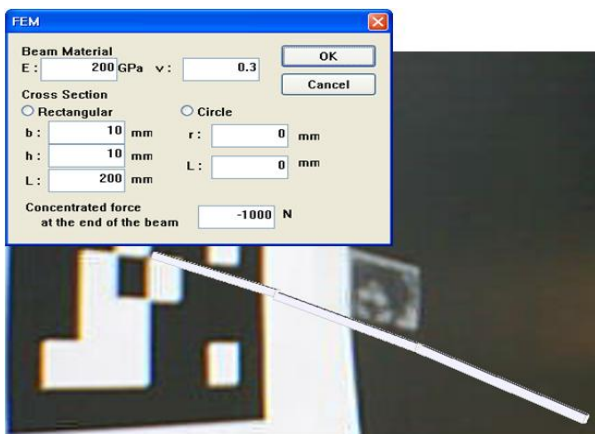 FEM
Beam Material
E : 200 GPa v : 0.3
OK
Cancel
Cross Section
Rectangular
Circle
b : 10 mm
r : 0 mm
h : 10 mm
L : 0 mm
L : 200 mm
Concentrated force
at the end of the beam
-1000 N